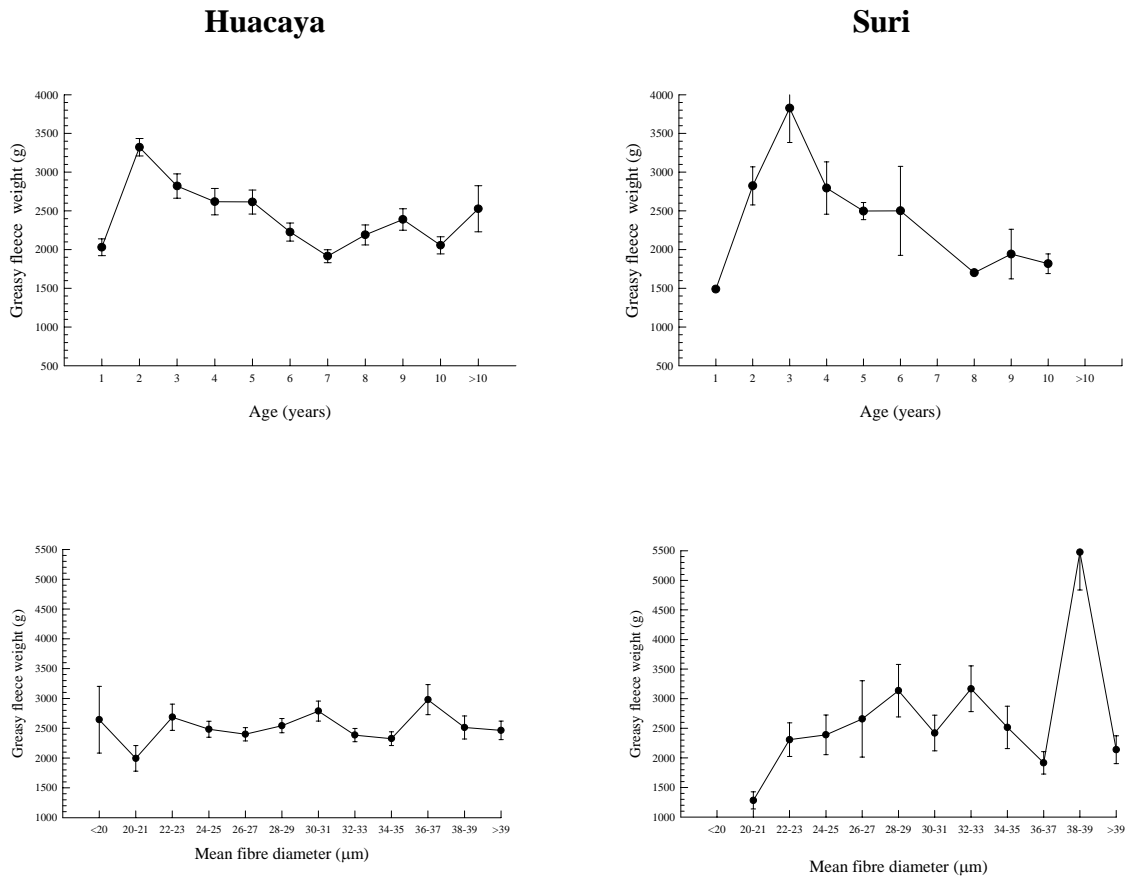 Huacaya
Suri
4000
3500
3000
2500
2000
1500
1000
500
Greasy fleece weight (g)
1 2 3 4 5 6 7 8 9 10 >10
Age (years)
4000
3500
3000
2500
2000
1500
1000
500
Greasy fleece weight (g)
1 2 3 4 5 6 7 8 9 10 >10
Age (years)
5500
5000
4500
4000
3500
3000
2500
2000
1500
1000
Greasy fleece weight (g)
<20 20-21 22-23 24-25 26-27 28-29 30-31 32-33 34-35 36-37 38-39 >39
Mean fibre diameter (μm)
5500
5000
4500
4000
3500
3000
2500
2000
1500
1000
Greasy fleece weight (g)
<20 20-21 22-23 24-25 26-27 28-29 30-31 32-33 34-35 36-37 38-39 >39
Mean fibre diameter (μm)